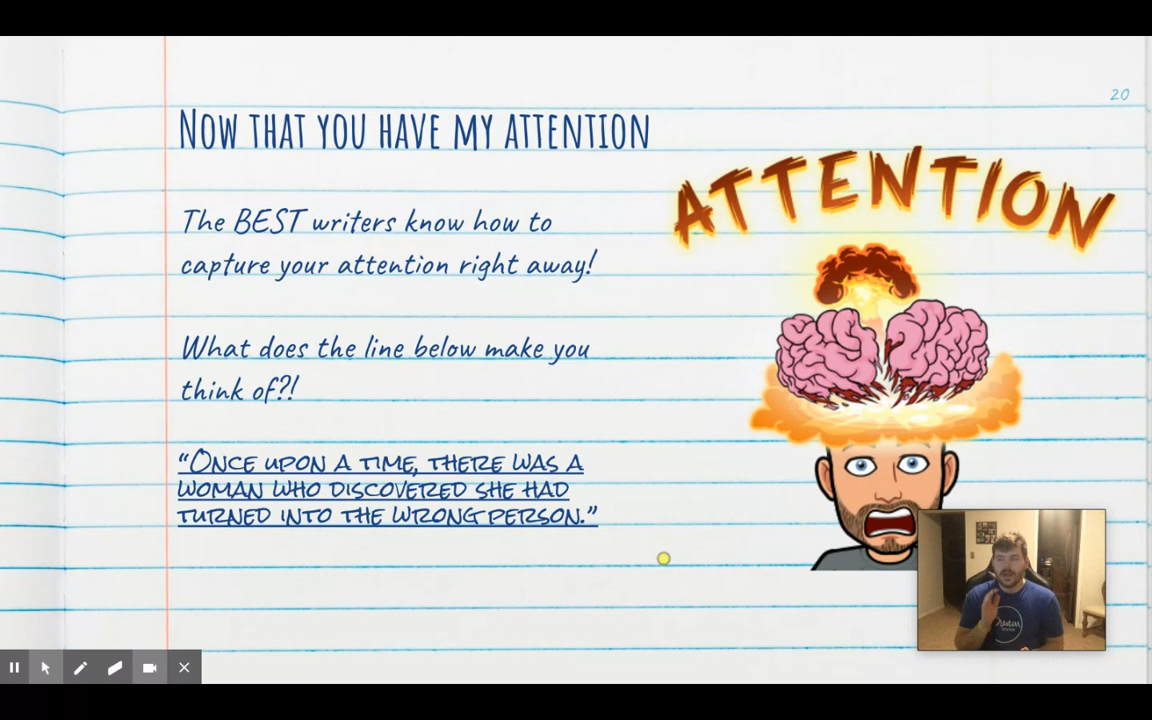 20
Now that you have my attention
ATTENTION
The BEST writers know how to
capture your attention right away!
What does the line below make you
think of?!
“Once upon a time, there was a
woman who discovered she had
turned into the wrong person.”